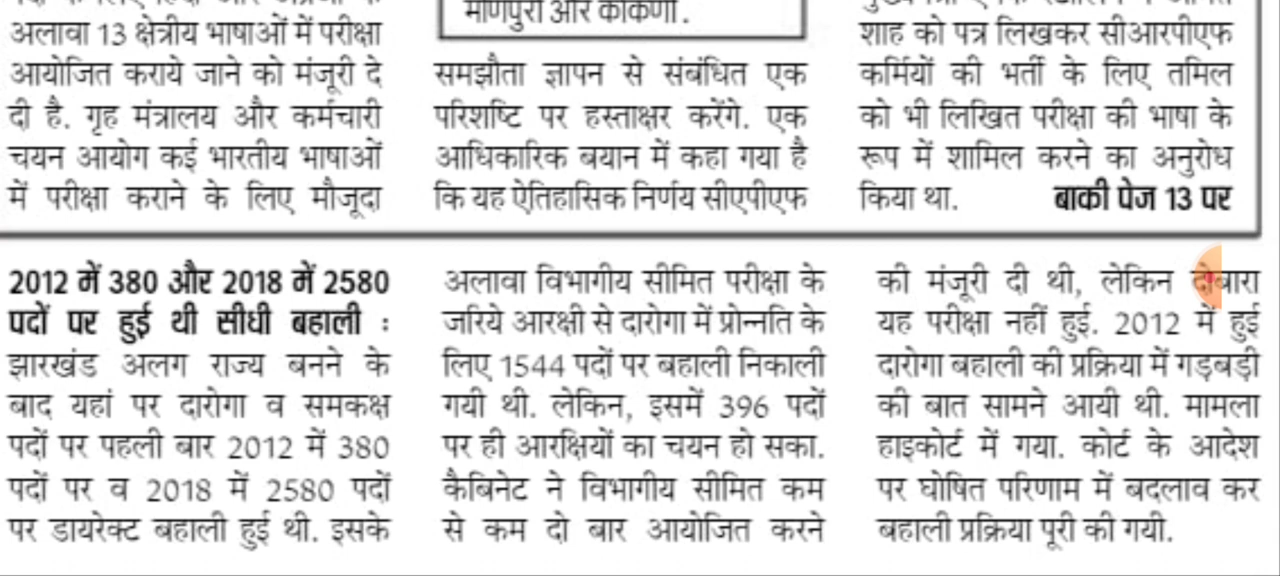 अलावा 13 क्षेत्रीय भाषाओं में परीक्षा
आयोजित कराये जाने को मंजूरी दे
दी है. गृह मंत्रालय और कर्मचारी
चयन आयोग कई भारतीय भाषाओं
में परीक्षा कराने के लिए मौजूदा
मणिपुरी और कोंकणी.
समझौता ज्ञापन से संबंधित एक
परिशष्टि पर हस्ताक्षर करेंगे. एक
आधिकारिक बयान में कहा गया है
कि यह ऐतिहासिक निर्णय सीएपीएफ
शाह को पत्र लिखकर सीआरपीएफ
कर्मियों की भर्ती के लिए तमिल
को भी लिखित परीक्षा की भाषा के
रूप में शामिल करने का अनुरोध
किया था. बाकी पेज 13 पर
2012 में 380 और 2018 में 2580
पदों पर हुई थी सीधी बहाली :
झारखंड अलग राज्य बनने के
बाद यहां पर दारोगा व समकक्ष
पदों पर पहली बार 2012 में 380
पदों पर व 2018 में 2580 पदों
पर डायरेक्ट बहाली हुई थी. इसके
अलावा विभागीय सीमित परीक्षा के
जरिये आरक्षी से दारोगा में प्रोन्नति के
लिए 1544 पदों पर बहाली निकाली
गयी थी. लेकिन, इसमें 396 पदों
पर ही आरक्षियों का चयन हो सका.
कैबिनेट ने विभागीय सीमित कम
से कम दो बार आयोजित करने
की मंजूरी दी थी, लेकिन दोबारा
यह परीक्षा नहीं हुई. 2012 में हुई
दारोगा बहाली की प्रक्रिया में गड़बड़ी
की बात सामने आयी थी. मामला
हाइकोर्ट में गया. कोर्ट के आदेश
पर घोषित परिणाम में बदलाव कर
बहाली प्रक्रिया पूरी की गयी.